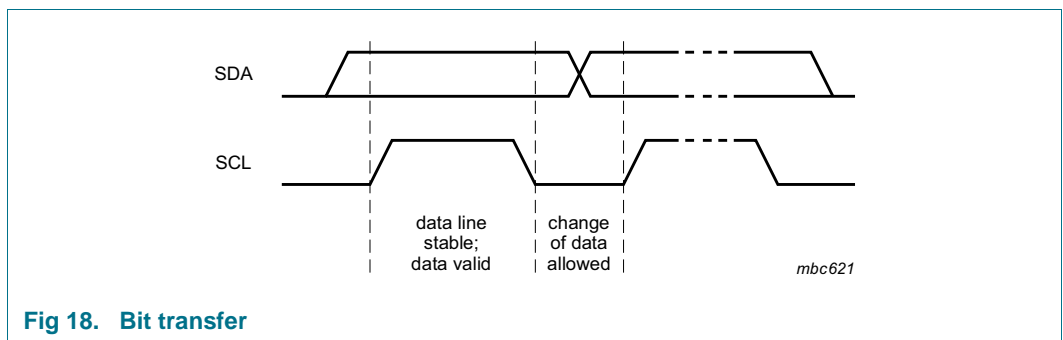 SDA
SCL
data line
stable;
data valid
change
of data
allowed
mbc621
Fig 18. Bit transfer